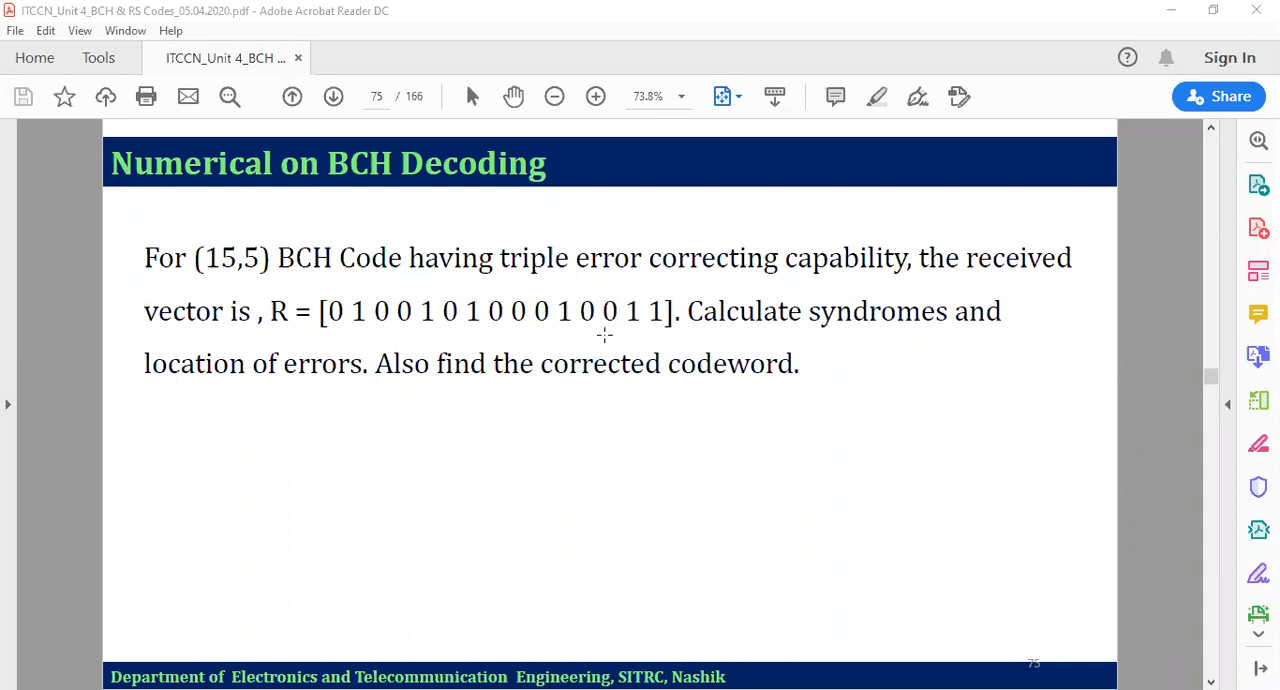 ITCCN_Unit 4_BCH & RS Codes_05.04.2020.pdf - Adobe Acrobat Reader DC
File Edit View Window Help
Home Tools ITCCN_Unit 4_BCH ... × Sign In
75 / 166 73.8% Share
Numerical on BCH Decoding
For (15,5) BCH Code having triple error correcting capability, the received
vector is , R = [0 1 0 0 1 0 1 0 0 0 1 0 0 1 1]. Calculate syndromes and
location of errors. Also find the corrected codeword.
75
Department of Electronics and Telecommunication Engineering, SITRC, Nashik